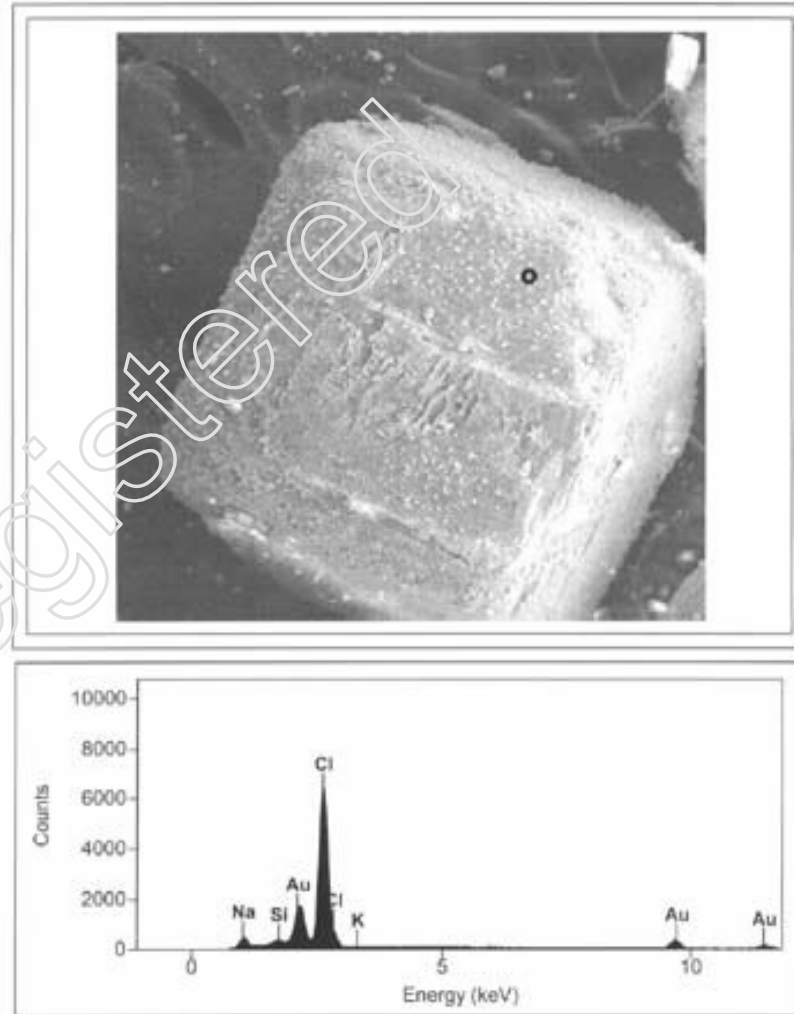 egistered
10000
8000
6000
4000
2000
0
Counts
Na
Si
Au
Cl
Cl
K
Au
Au
0
5
10
Energy (keV)